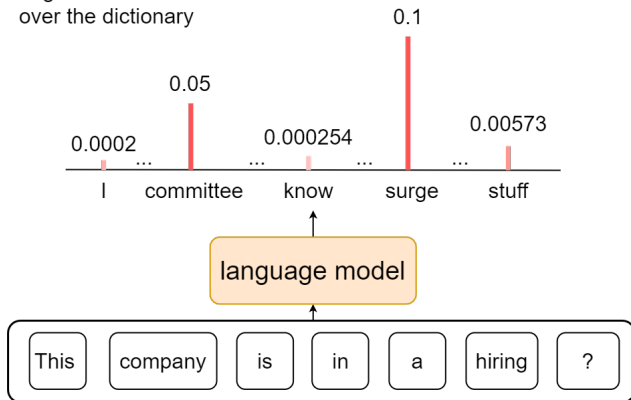 over the dictionary
0.1
0.05
0.00573
0.000254
0.0002
... ... ... ...
I committee know surge stuff
language model
This company is in a hiring ?